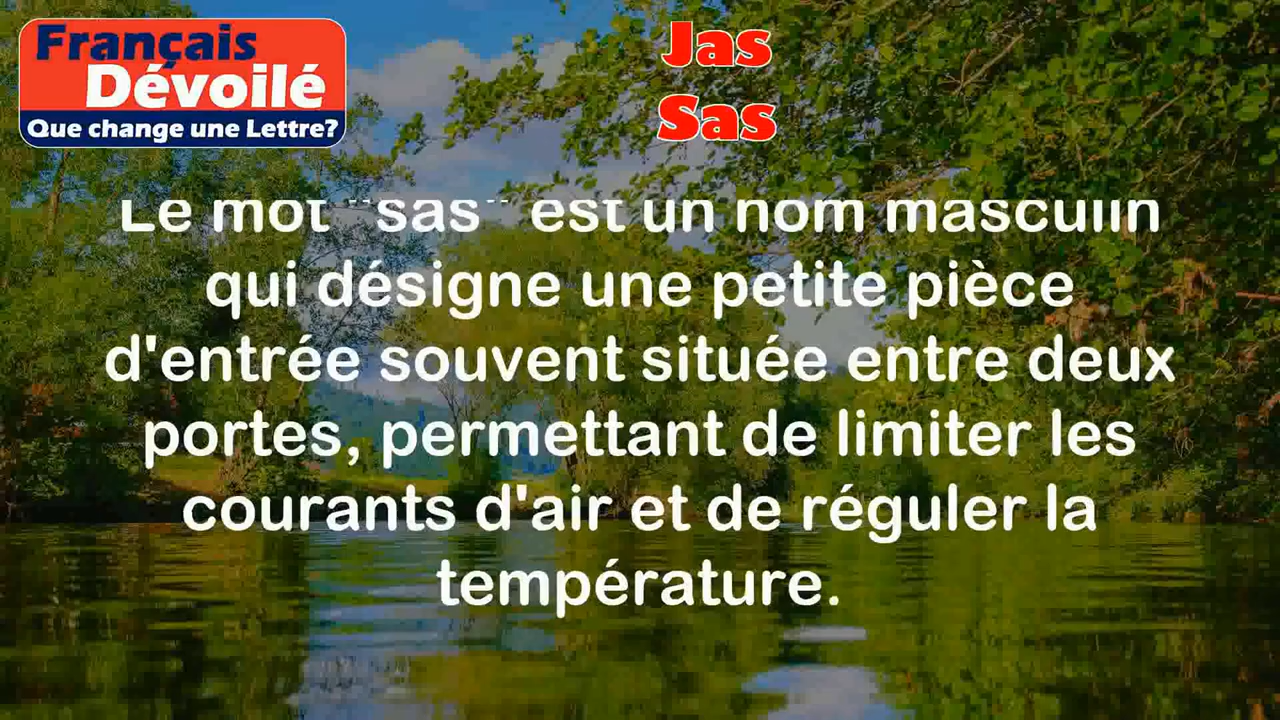 Français
Dévoilé
Que change une Lettre?
Jas
Sas
Le mot "sas" est un nom masculin
qui désigne une petite pièce
d'entrée souvent située entre deux
portes, permettant de limiter les
courants d'air et de réguler la
température.